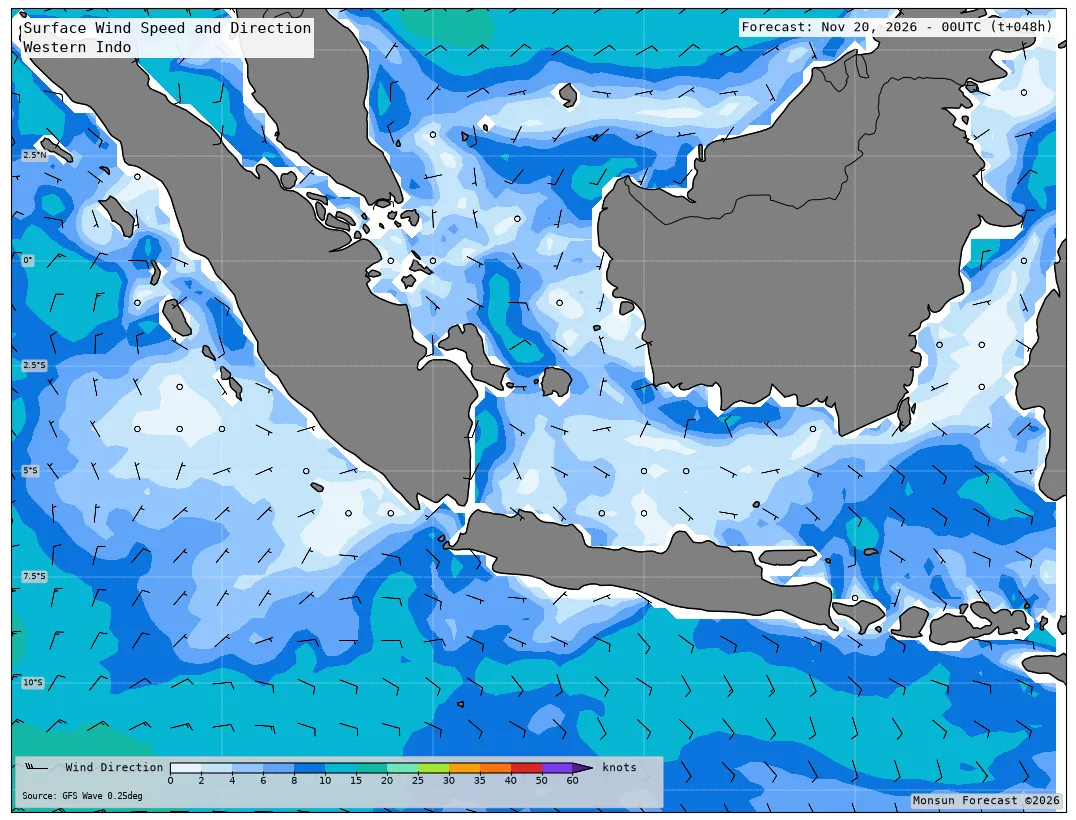 Surface Wind Speed and Direction
Western Indo
Forecast: Nov 20, 2026 - 00UTC (t+048h)
2.5°N
0°
2.5°S
5°S
7.5°S
10°S
Wind Direction
0 2 4 6 8 10 15 20 25 30 40 50 60
knots
Source: GFS Wave 0.25deg
Monsun Forecast ©2026